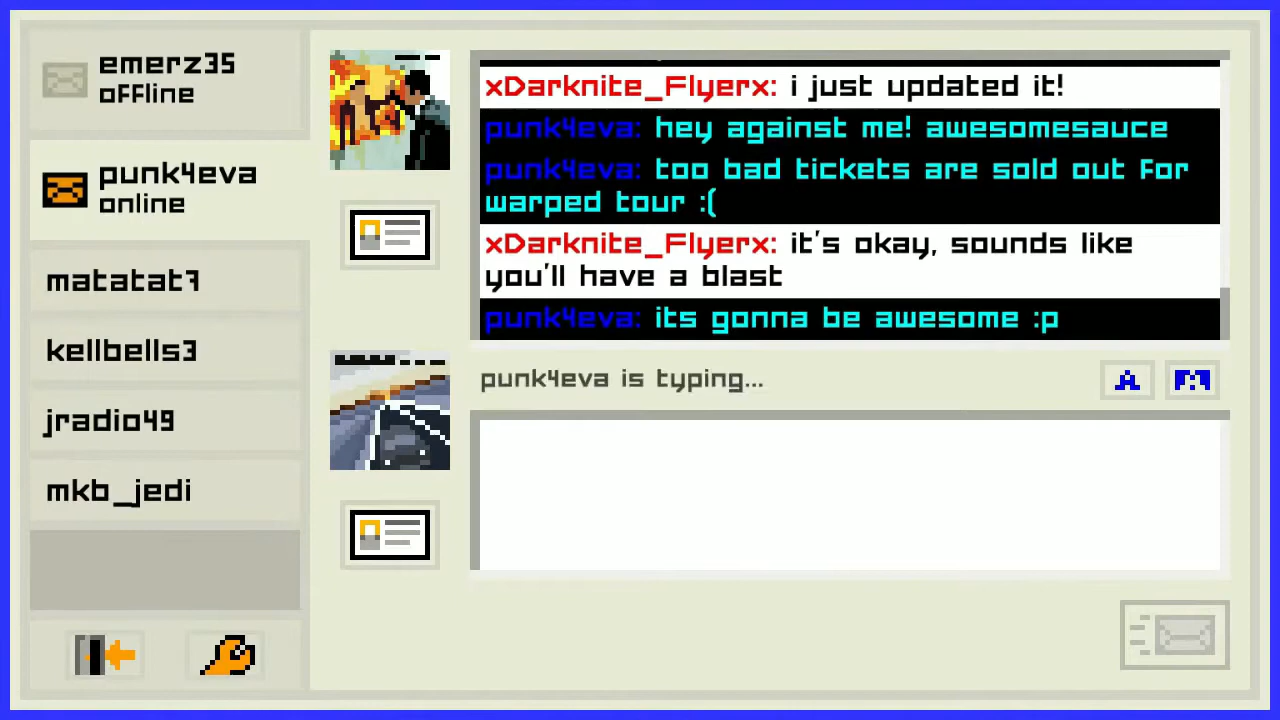 emerz35
offline
punk4eva
online
matatat7
kellbells3
jradio49
mkb_jedi
xDarknite_Flyerx: i just updated it!
punk4eva: hey against me! awesomesauce
punk4eva: too bad tickets are sold out for
warped tour :(
xDarknite_Flyerx: it's okay, sounds like
you'll have a blast
punk4eva: its gonna be awesome :p
punk4eva is typing...
A